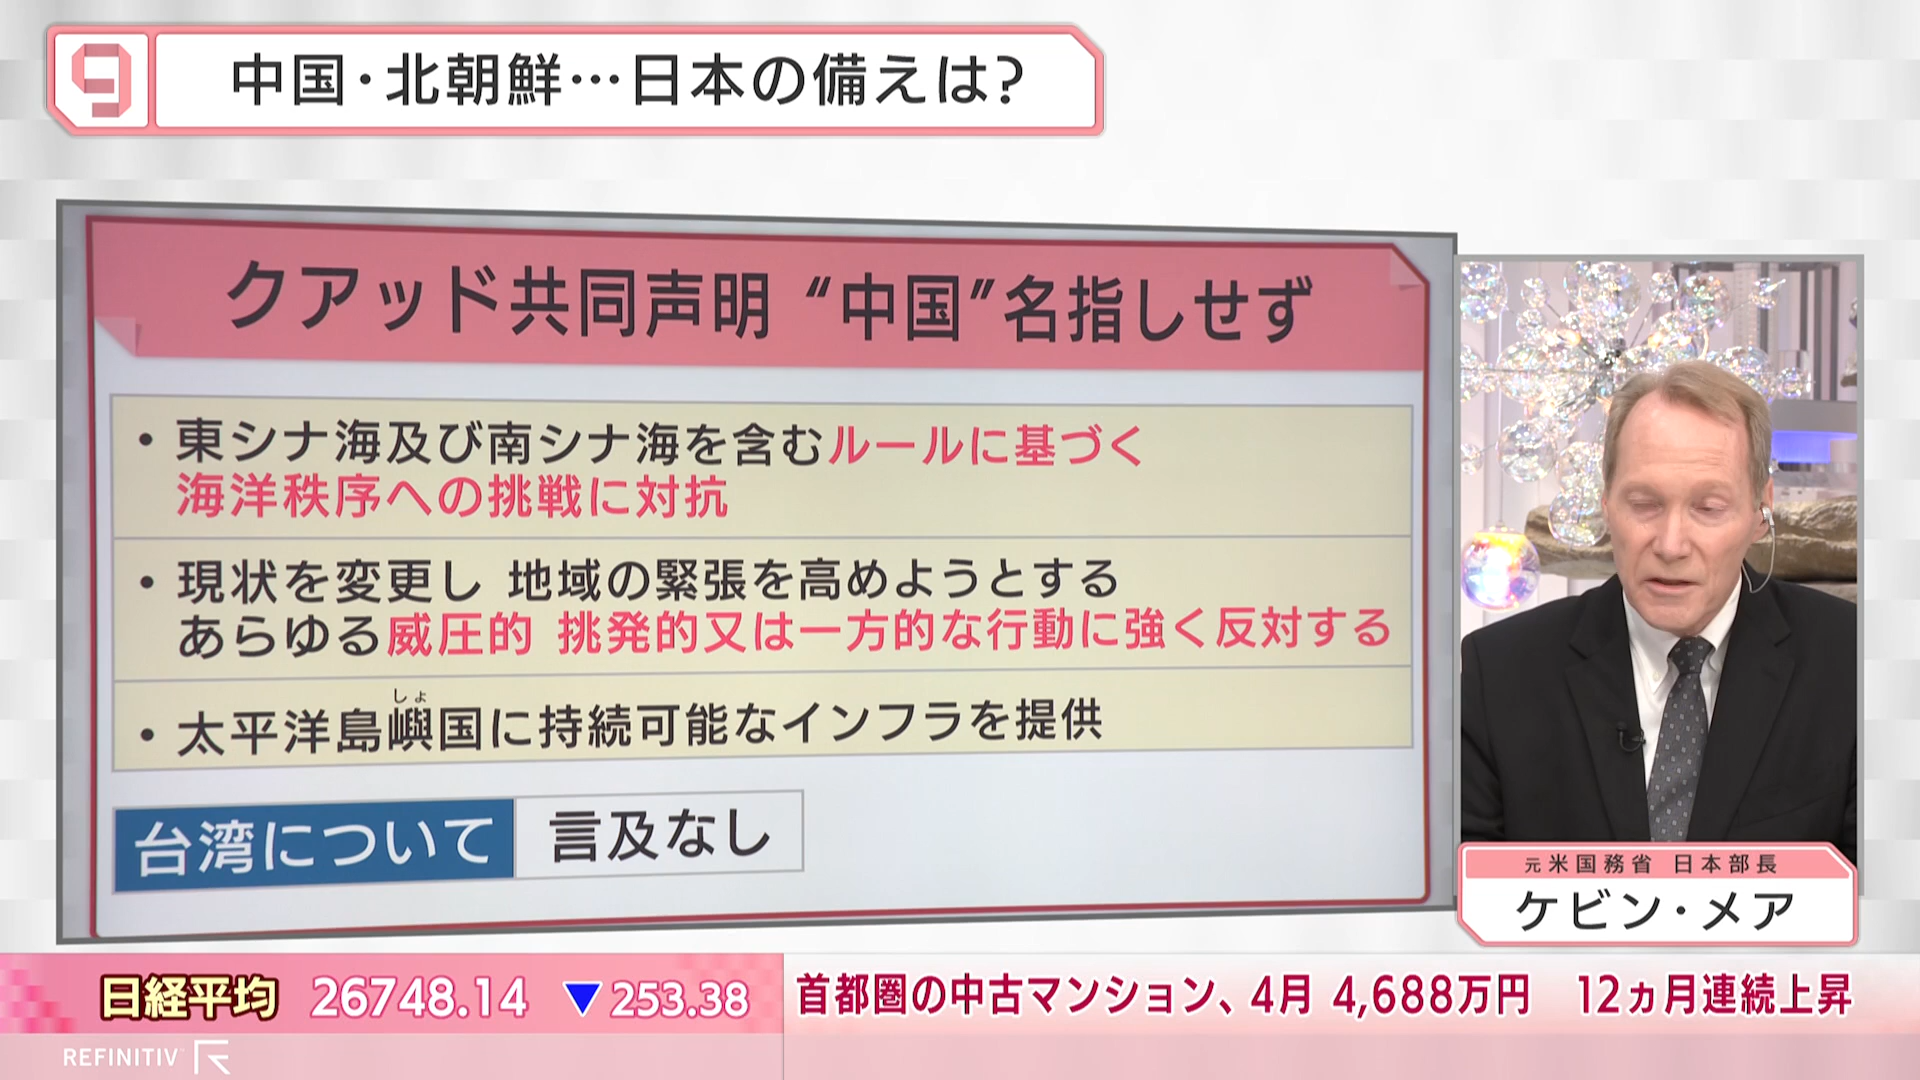 9
中国・北朝鮮…日本の備えは?
クアッド共同声明 “中国”名指しせず
・東シナ海及び南シナ海を含むルールに基づく
海洋秩序への挑戦に対抗
・現状を変更し 地域の緊張を高めようとする
あらゆる威圧的 挑発的又は一方的な行動に強く反対する
しょ
・太平洋島嶼国に持続可能なインフラを提供
台湾について 言及なし
元米国務省 日本部長
ケビン・メア
日経平均 26748.14 ▼253.38
首都圏の中古マンション、4月 4,688万円 12ヵ月連続上昇
REFINITIV